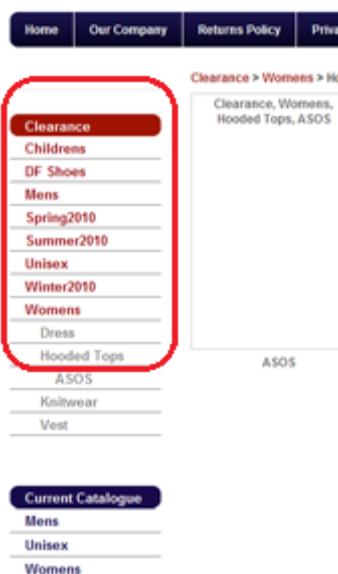 Home Our Company Returns Policy
Clearance > Womens >
Clearance, Womens,
Hooded Tops, ASOS
ASOS
Clearance
Childrens
DF Shoes
Mens
Spring2010
Summer2010
Unisex
Winter2010
Womens
Dress
Hooded Tops
ASOS
Knitwear
Vest
Current Catalogue
Mens
Unisex
Womens